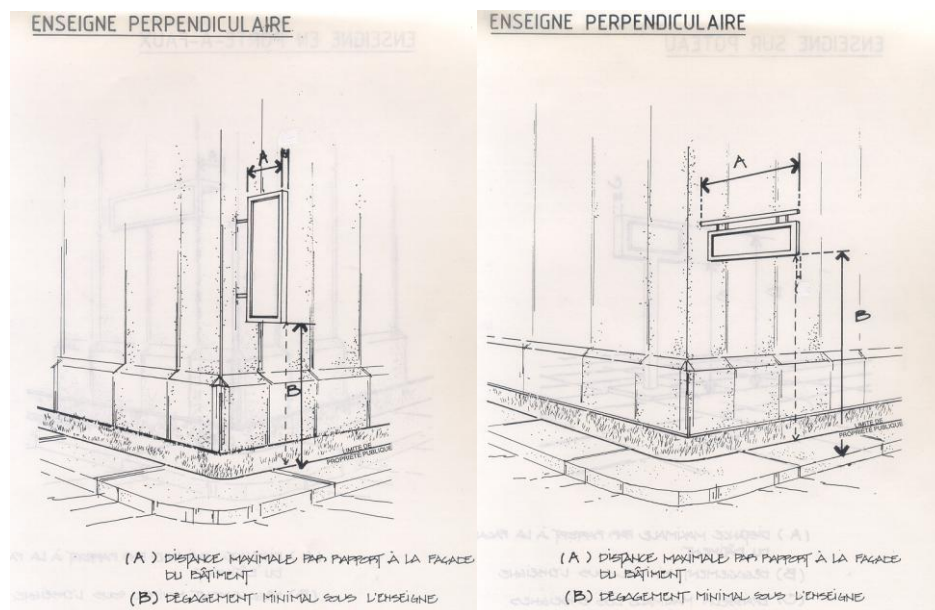 ENSEIGNE PERPENDICULAIRE
A
B
LIMITE DE
PROPRIÉTÉ PUBLIQUE
(A) DISTANCE MAXIMALE PAR RAPPORT À LA FAÇADE
DU BÂTIMENT
(B) DÉGAGEMENT MINIMAL SOUS L'ENSEIGNE
ENSEIGNE PERPENDICULAIRE
A
B
LIMITE DE
PROPRIÉTÉ PUBLIQUE
(A) DISTANCE MAXIMALE PAR RAPPORT À LA FAÇADE
DU BÂTIMENT
(B) DÉGAGEMENT MINIMAL SOUS L'ENSEIGNE